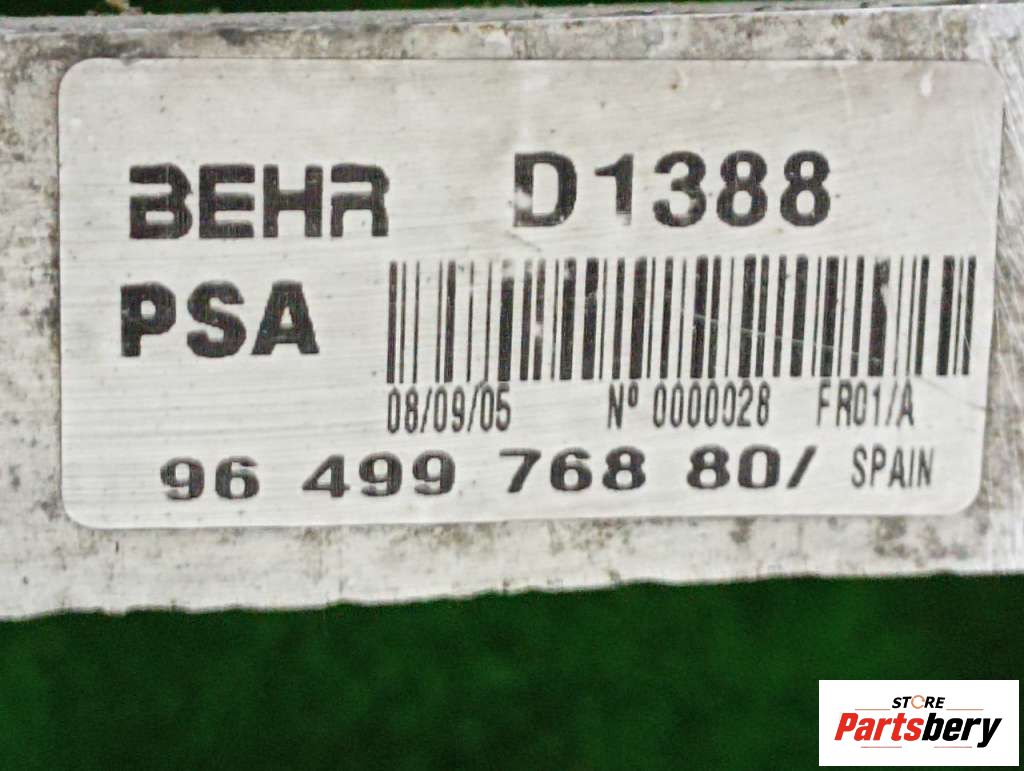 BEHR D1388
PSA
08/09/05 Nº 0000028 FR01/A
96 499 768 80/ SPAIN
STORE
Partsbery